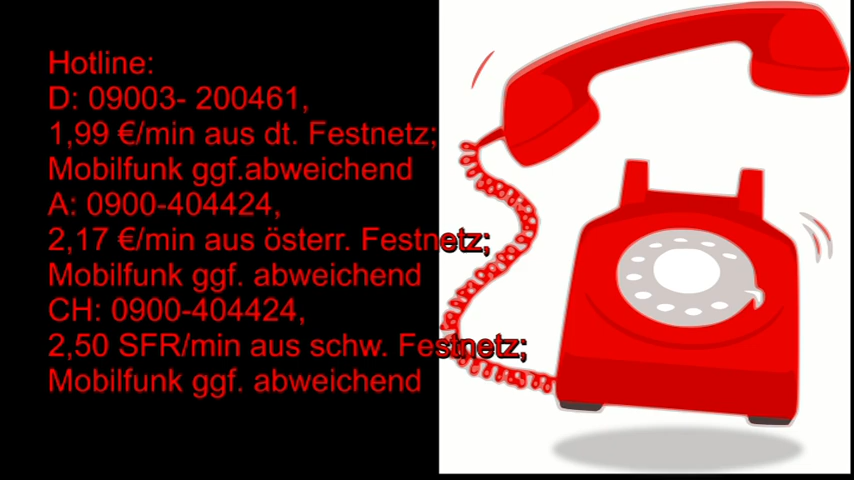 Hotline:
D: 09003- 200461,
1,99 €/min aus dt. Festnetz;
Mobilfunk ggf.abweichend
A: 0900-404424,
2,17 €/min aus österr. Festnetz;
Mobilfunk ggf. abweichend
CH: 0900-404424,
2,50 SFR/min aus schw. Festnetz;
Mobilfunk ggf. abweichend